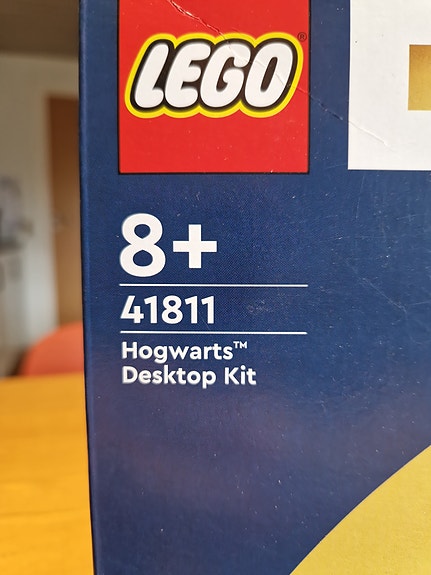 LEGO®
8+
41811
Hogwarts™
Desktop Kit